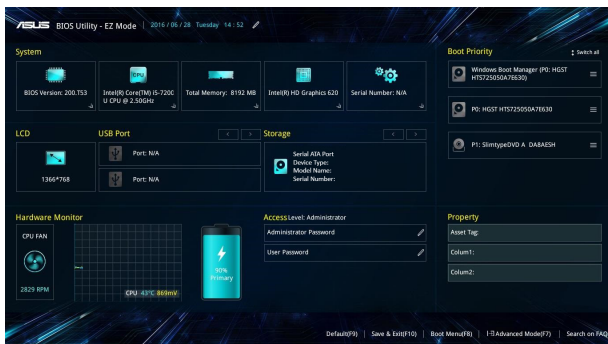 ASUS BIOS Utility - EZ Mode 2016 / 06 / 28 Tuesday 14 : 52
System
BIOS Version: 200.T53
CPU
Intel(R) Core(TM) i5-7200
U CPU @ 2.50GHz
Total Memory: 8192 MB
Intel(R) HD Graphics 620
Serial Number: N/A
Boot Priority
Switch all
Windows Boot Manager (P0: HGST
HTS725050A7E630)
P0: HGST HTS725050A7E630
P1: SlimtypeDVD A DA8AESH
LCD
1366*768
USB Port
Port: N/A
Port: N/A
Storage
Serial ATA Port
Device Type:
Model Name:
Serial Number:
Hardware Monitor
CPU FAN
2829 RPM
CPU 43°C 869mV
90%
Primary
Access Level: Administrator
Administrator Password
User Password
Property
Asset Tag:
Colum1:
Colum2:
Default(F9) | Save & Exit(F10) | Boot Menu(F8) | Advanced Mode(F7) | Search on FAQ